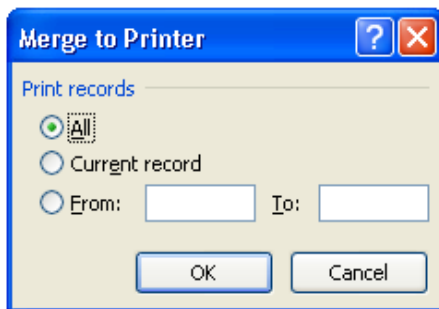 Merge to Printer ?
Print records
All
Current record
From: To:
OK Cancel